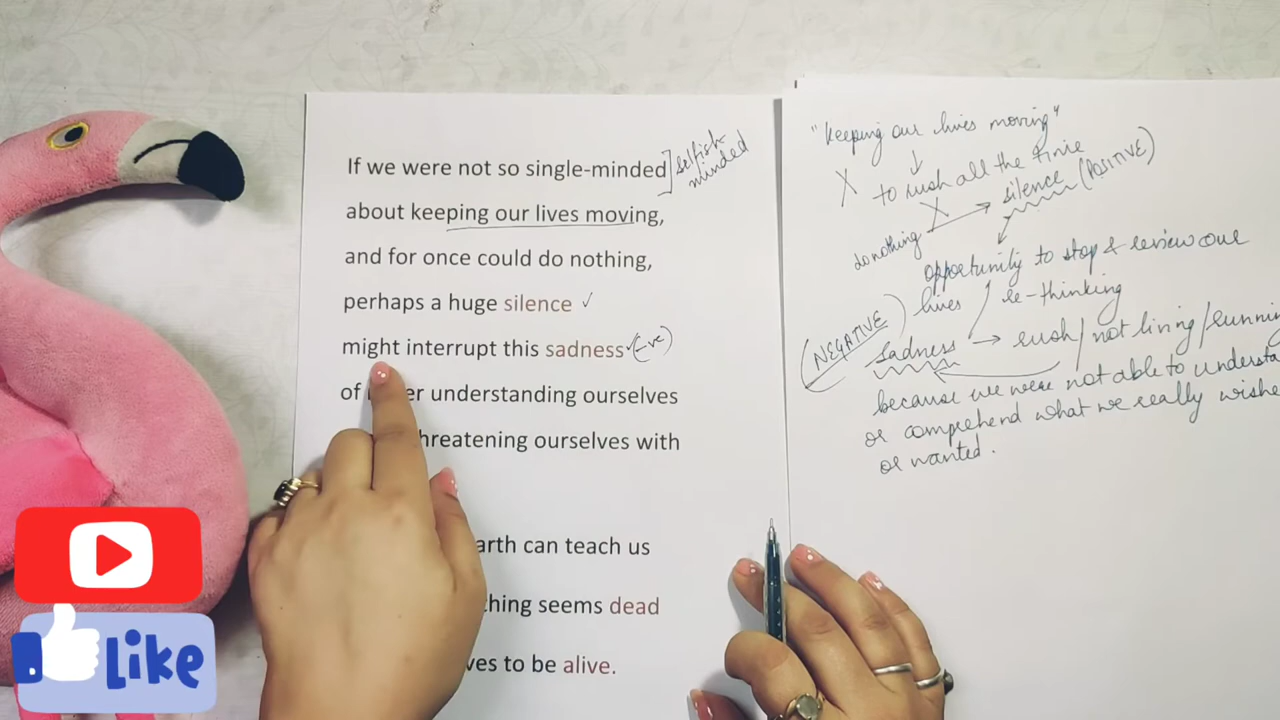 If we were not so single-minded
about keeping our lives moving,
and for once could do nothing,
perhaps a huge silence ✓
might interrupt this sadness (-ve)
of er understanding ourselves
hreatening ourselves with
arth can teach us
thing seems dead
ves to be alive.
] selfish
minded
"keeping our lives moving"
↓
X to rush all the time
X
do nothing → silence (POSITIVE)
opportunity to stop & review our
lives re-thinking
(NEGATIVE)
Sadness → rush / not living / running
because we were not able to understa
or comprehend what we really wishe
or wanted.
Like